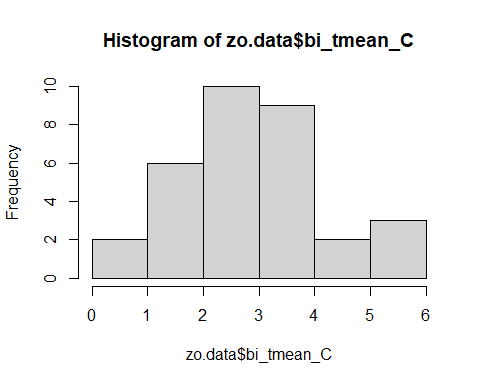 Histogram of zo.data$bi_tmean_C
Frequency
10
8
6
4
2
0
0 1 2 3 4 5 6
zo.data$bi_tmean_C